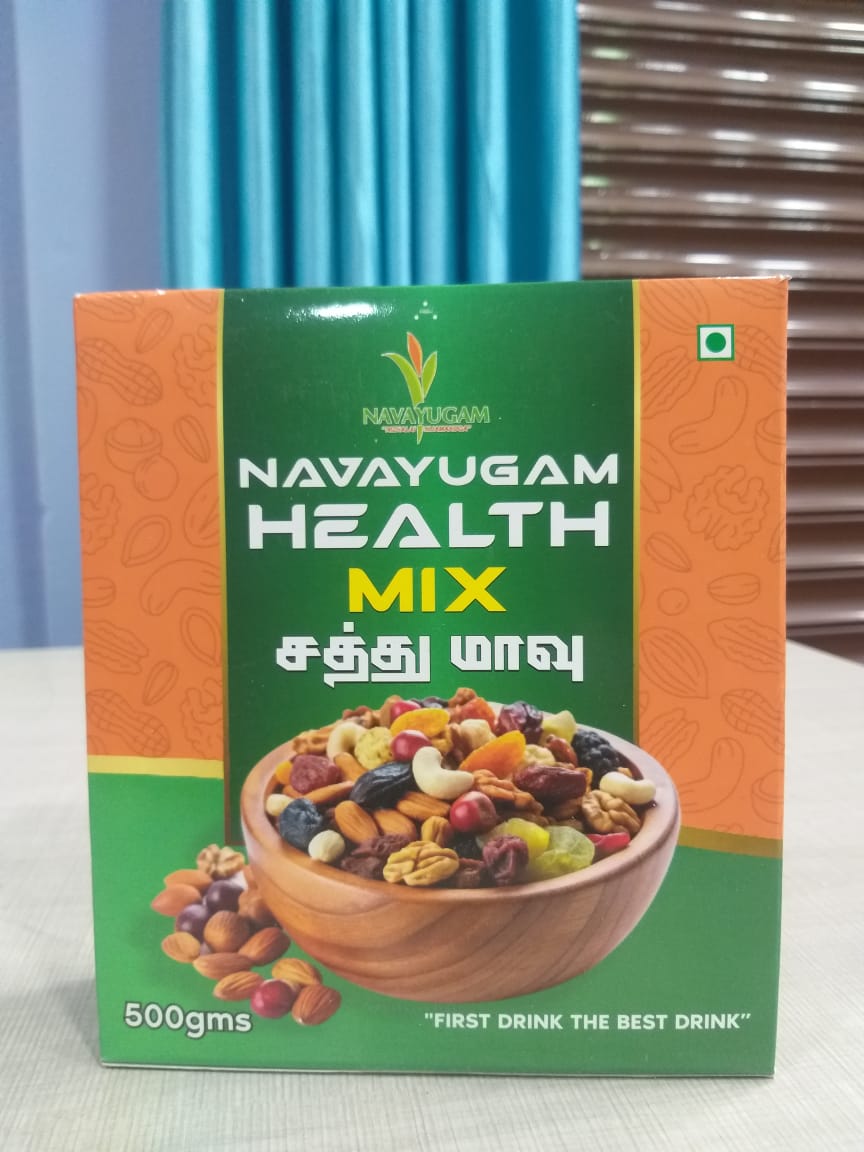 NAVAYUGAM
NAVAYUGAM
HEALTH
MIX
சத்து மாவு
500gms
"FIRST DRINK THE BEST DRINK"